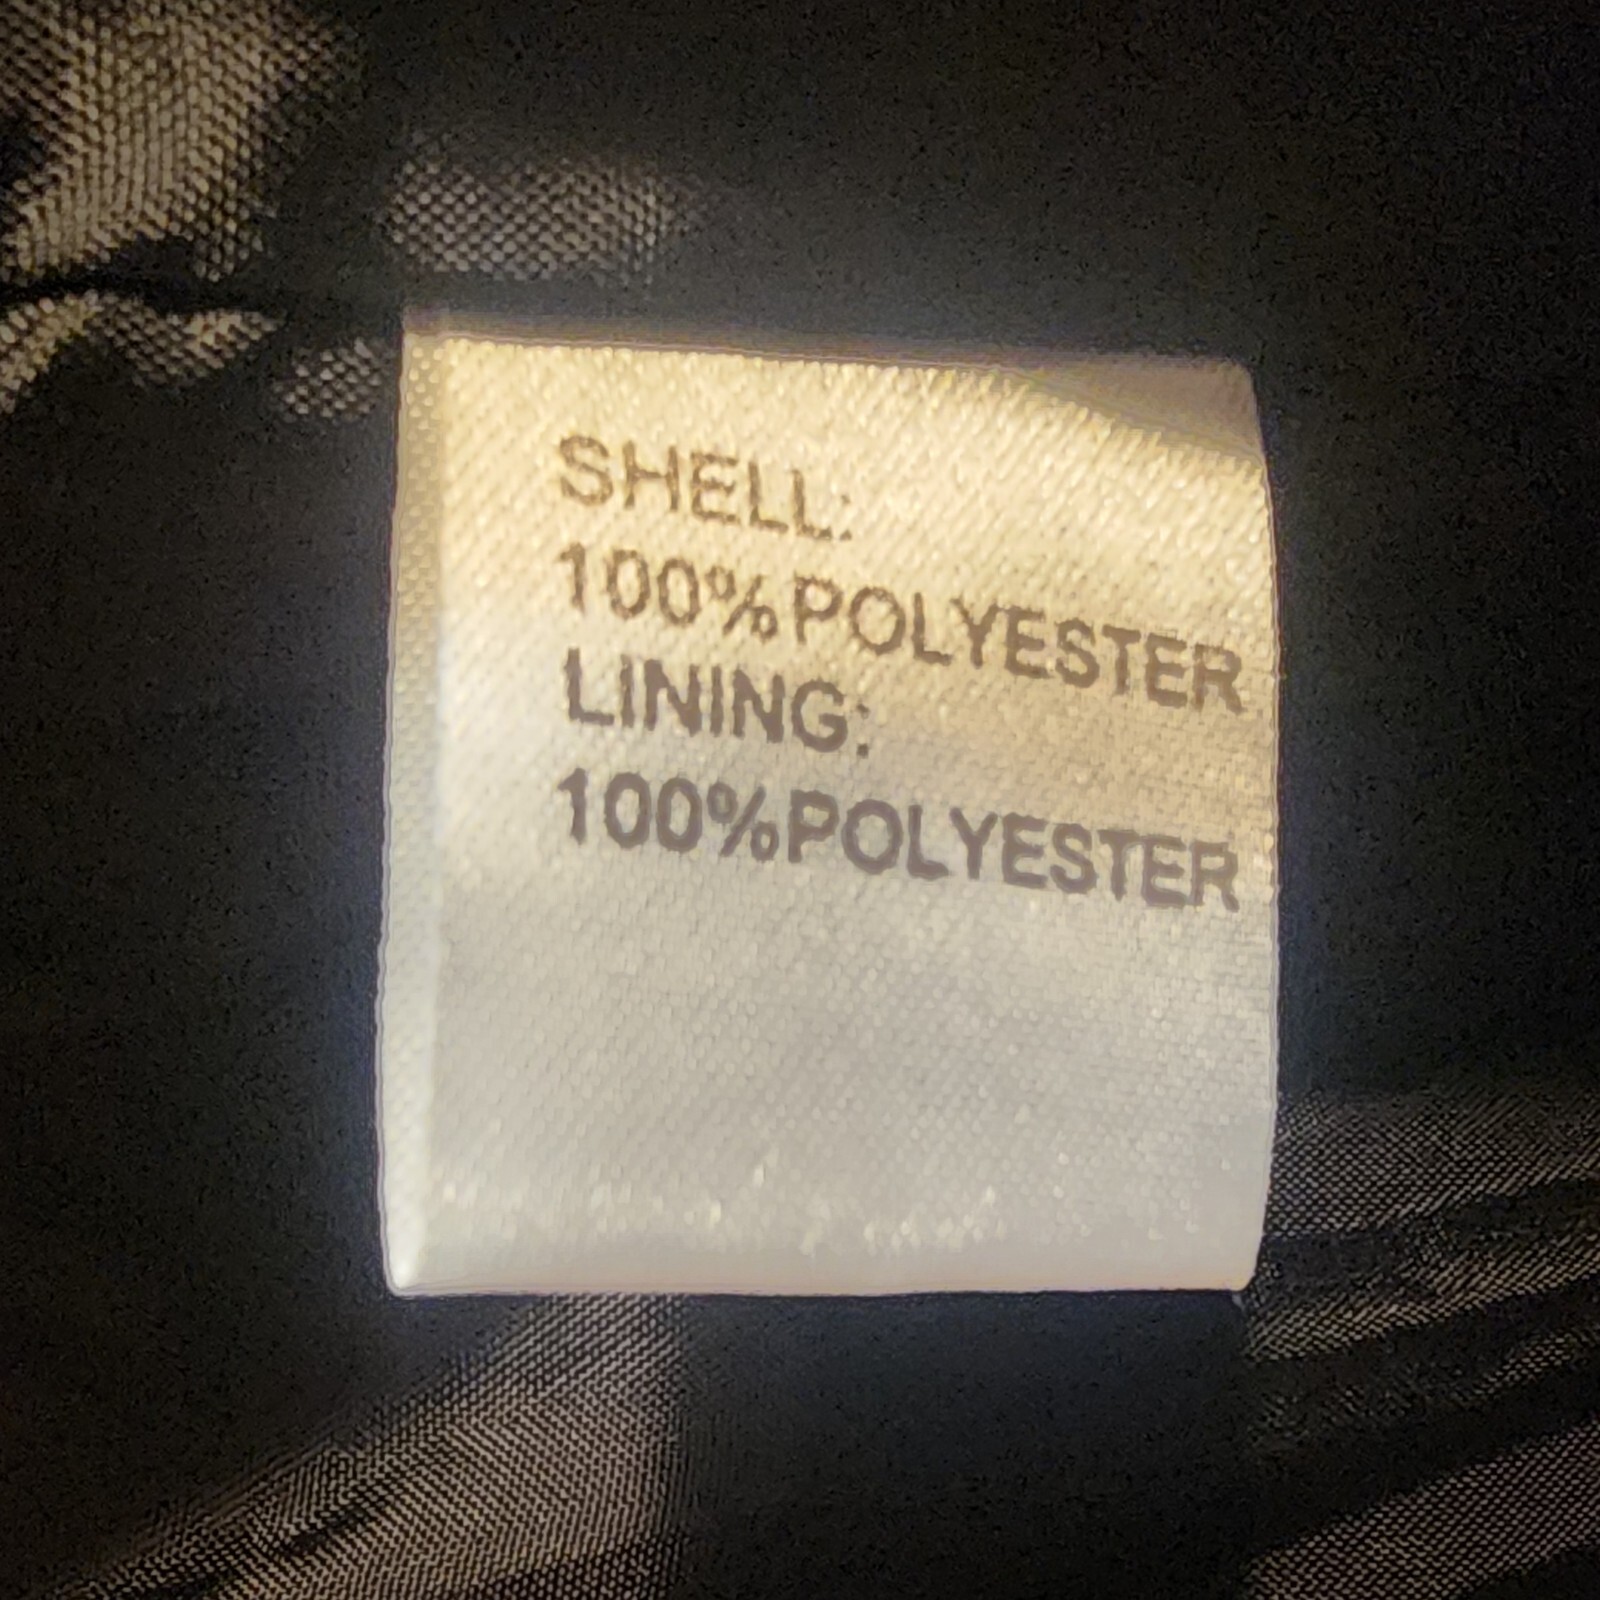 SHELL:
100% POLYESTER
LINING:
100% POLYESTER